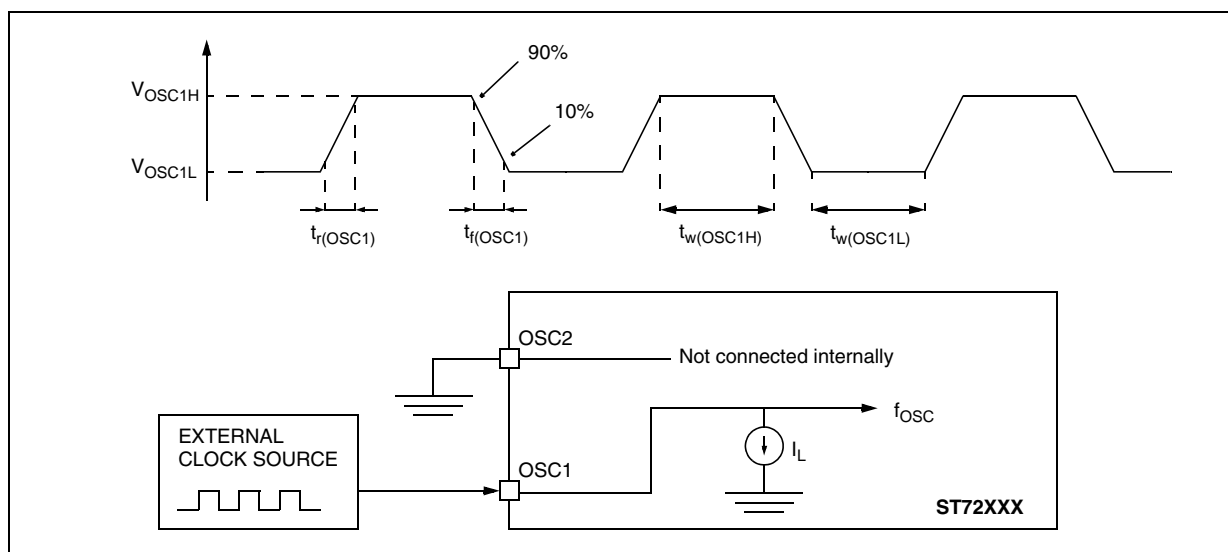 90%
V_OSC1H
10%
V_OSC1L
t_r(OSC1)
t_f(OSC1)
t_w(OSC1H)
t_w(OSC1L)
OSC2
Not connected internally
f_OSC
EXTERNAL
CLOCK SOURCE
OSC1
I_L
ST72XXX